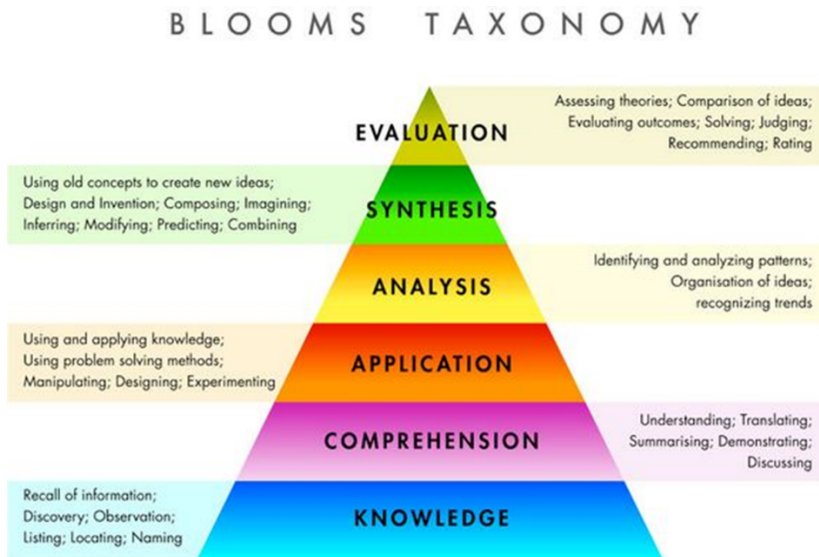 BLOOMS TAXONOMY
EVALUATION
Assessing theories; Comparison of ideas;
Evaluating outcomes; Solving; Judging;
Recommending; Rating
Using old concepts to create new ideas;
Design and Invention; Composing; Imagining;
Inferring; Modifying; Predicting; Combining
SYNTHESIS
ANALYSIS
Identifying and analyzing patterns;
Organisation of ideas;
recognizing trends
Using and applying knowledge;
Using problem solving methods;
Manipulating; Designing; Experimenting
APPLICATION
COMPREHENSION
Understanding; Translating;
Summarising; Demonstrating;
Discussing
Recall of information;
Discovery; Observation;
Listing; Locating; Naming
KNOWLEDGE